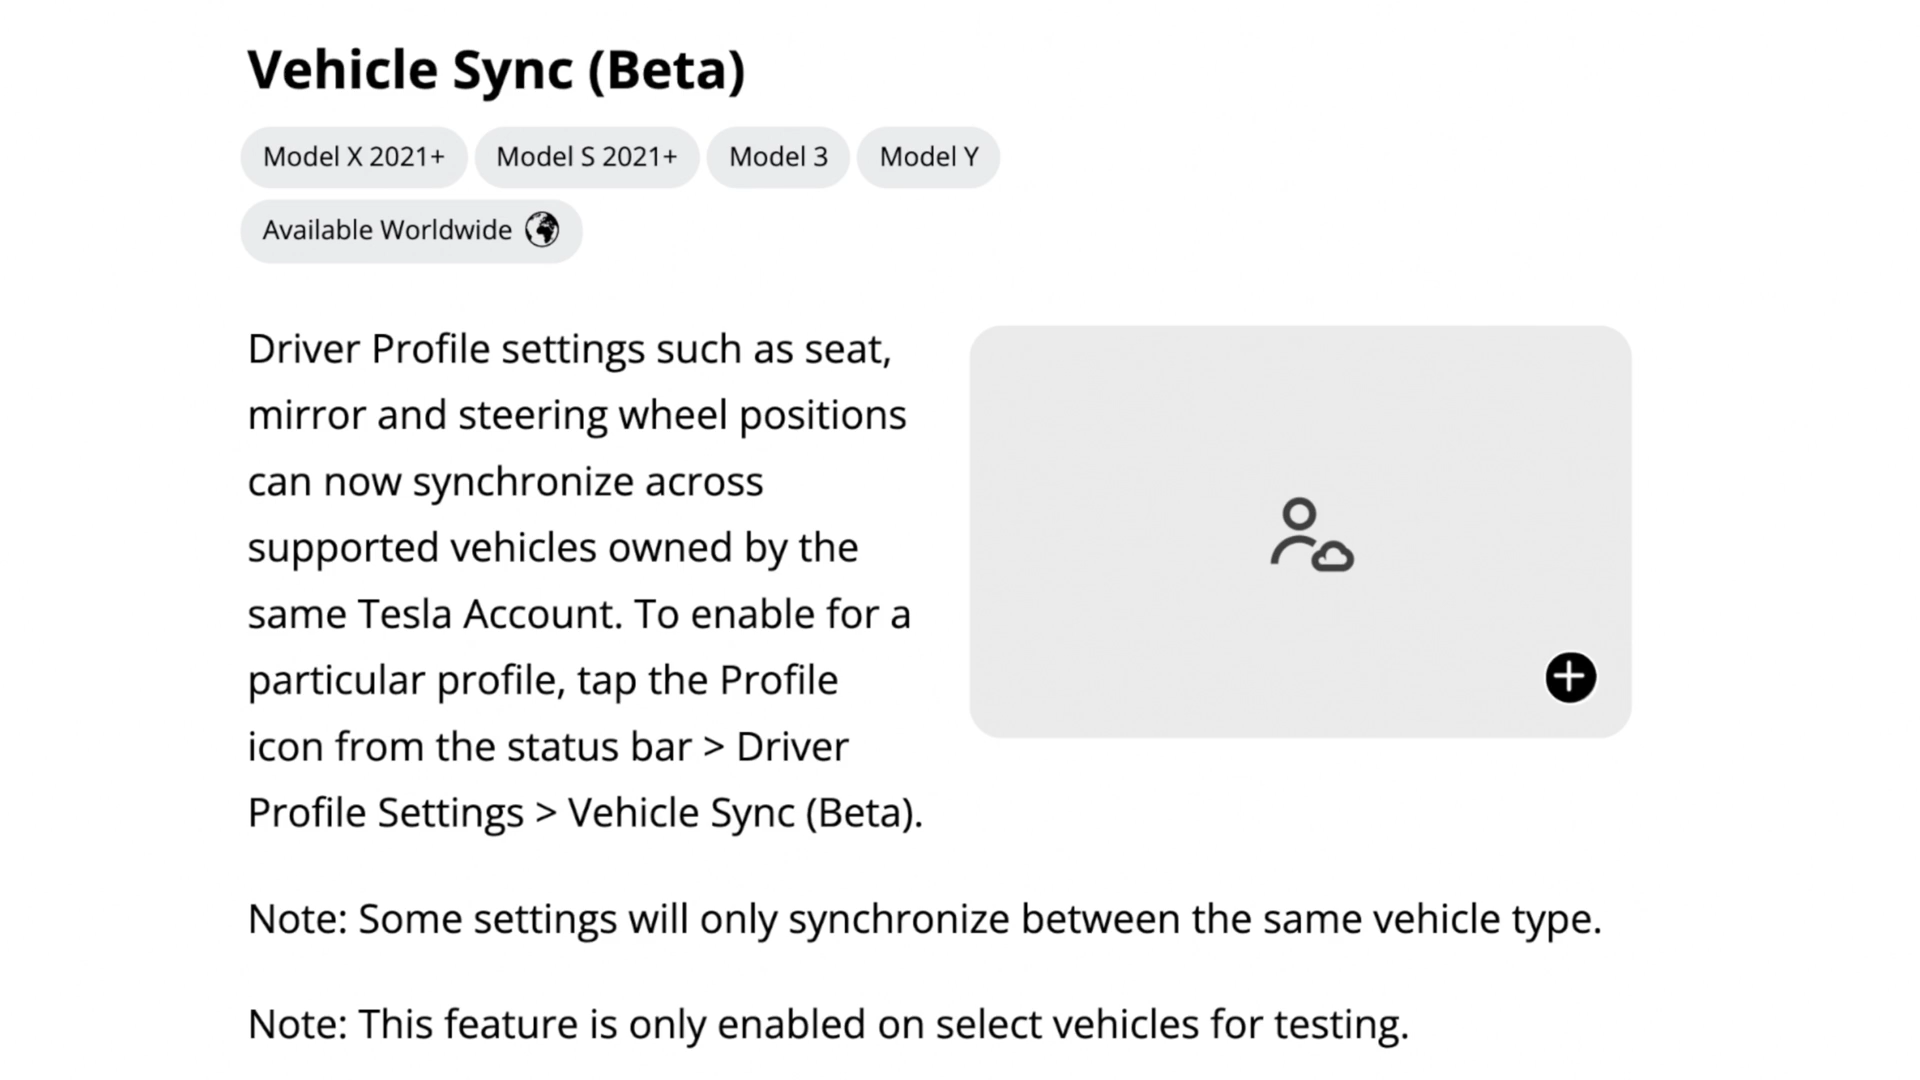 Vehicle Sync (Beta)
Model X 2021+ Model S 2021+ Model 3 Model Y
Available Worldwide
Driver Profile settings such as seat,
mirror and steering wheel positions
can now synchronize across
supported vehicles owned by the
same Tesla Account. To enable for a
particular profile, tap the Profile
icon from the status bar > Driver
Profile Settings > Vehicle Sync (Beta).
Note: Some settings will only synchronize between the same vehicle type.
Note: This feature is only enabled on select vehicles for testing.